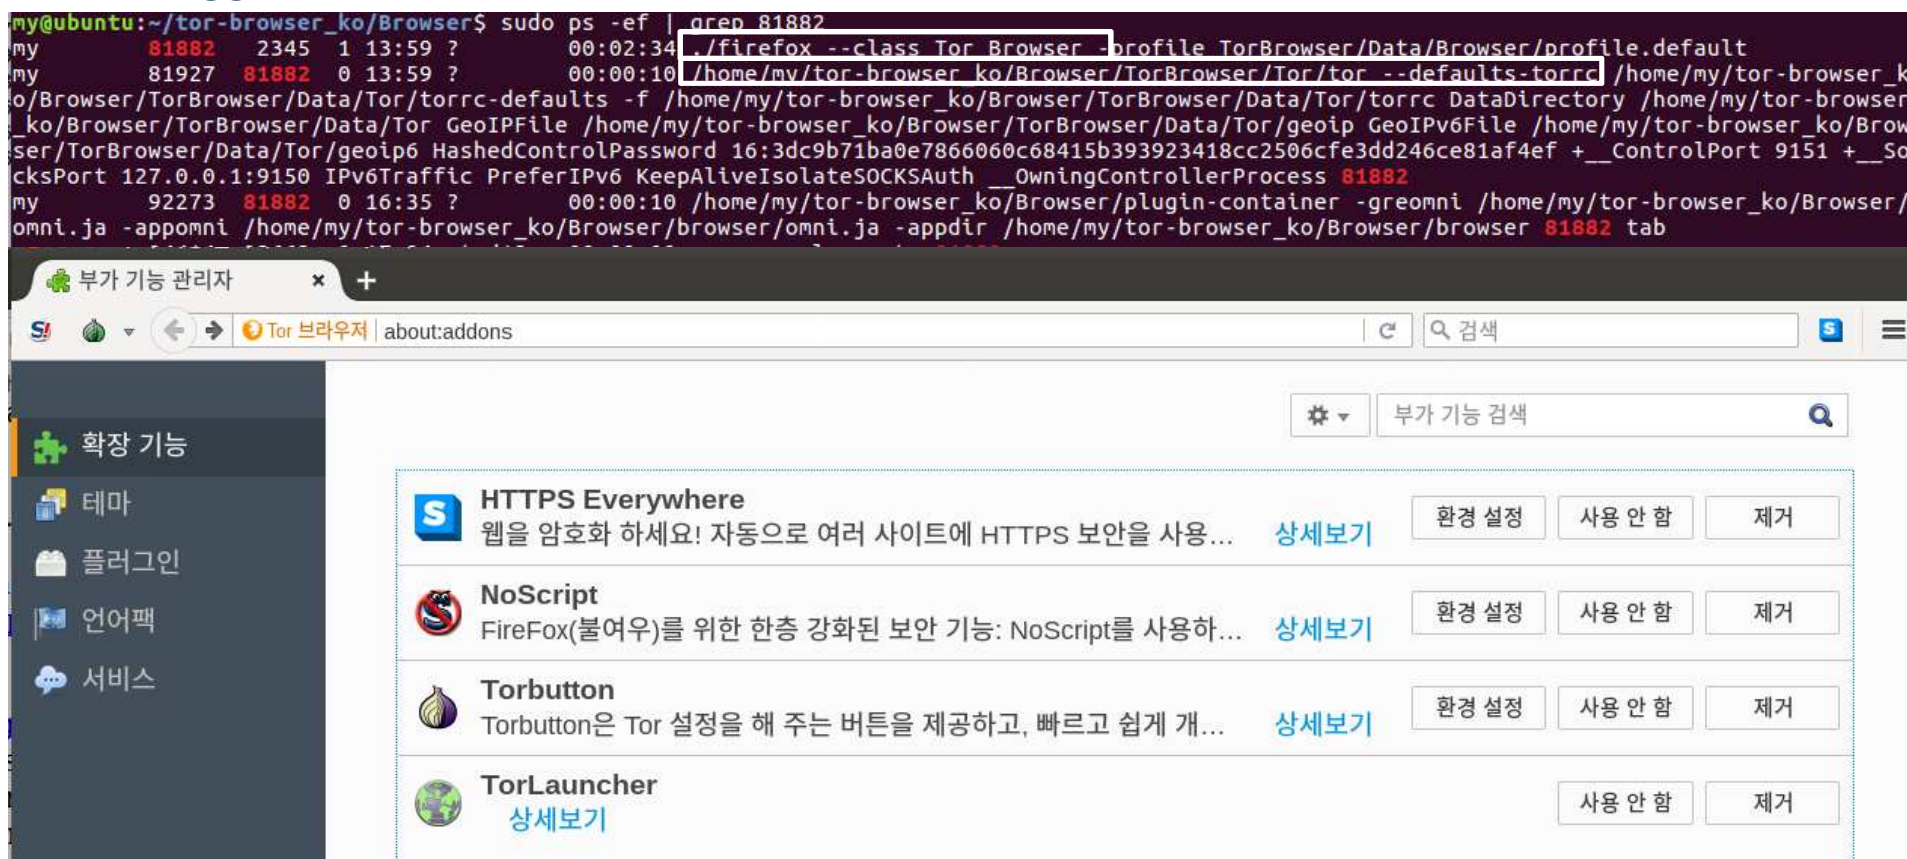 my@ubuntu:~/tor-browser_ko/Browser$ sudo ps -ef | grep 81882
my 81882 2345 1 13:59 ? 00:02:34 ./firefox --class Tor Browser -profile TorBrowser/Data/Browser/profile.default
my 81927 81882 0 13:59 ? 00:00:10 /home/my/tor-browser_ko/Browser/TorBrowser/Tor/tor --defaults-torrc /home/my/tor-browser_k
o/Browser/TorBrowser/Data/Tor/torrc-defaults -f /home/my/tor-browser_ko/Browser/TorBrowser/Data/Tor/torrc DataDirectory /home/my/tor-browser
_ko/Browser/TorBrowser/Data/Tor GeoIPFile /home/my/tor-browser_ko/Browser/TorBrowser/Data/Tor/geoip GeoIPv6File /home/my/tor-browser_ko/Brow
ser/TorBrowser/Data/Tor/geoip6 HashedControlPassword 16:3dc9b71ba0e7866060c68415b393923418cc2506cfe3dd246ce81af4ef +__ControlPort 9151 +__So
cksPort 127.0.0.1:9150 IPv6Traffic PreferIPv6 KeepAliveIsolateSOCKSAuth __OwningControllerProcess 81882
my 92273 81882 0 16:35 ? 00:00:10 /home/my/tor-browser_ko/Browser/plugin-container -greomni /home/my/tor-browser_ko/Browser/
omni.ja -appomni /home/my/tor-browser_ko/Browser/browser/omni.ja -appdir /home/my/tor-browser_ko/Browser/browser 81882 tab
부가 기능 관리자
Tor 브라우저 about:addons 검색
부가 기능 검색
확장 기능
테마
플러그인
언어팩
서비스
HTTPS Everywhere
웹을 암호화 하세요! 자동으로 여러 사이트에 HTTPS 보안을 사용... 상세보기 환경 설정 사용 안 함 제거
NoScript
FireFox(불여우)를 위한 한층 강화된 보안 기능: NoScript를 사용하... 상세보기 환경 설정 사용 안 함 제거
Torbutton
Torbutton은 Tor 설정을 해 주는 버튼을 제공하고, 빠르고 쉽게 개... 상세보기 환경 설정 사용 안 함 제거
TorLauncher
상세보기 사용 안 함 제거